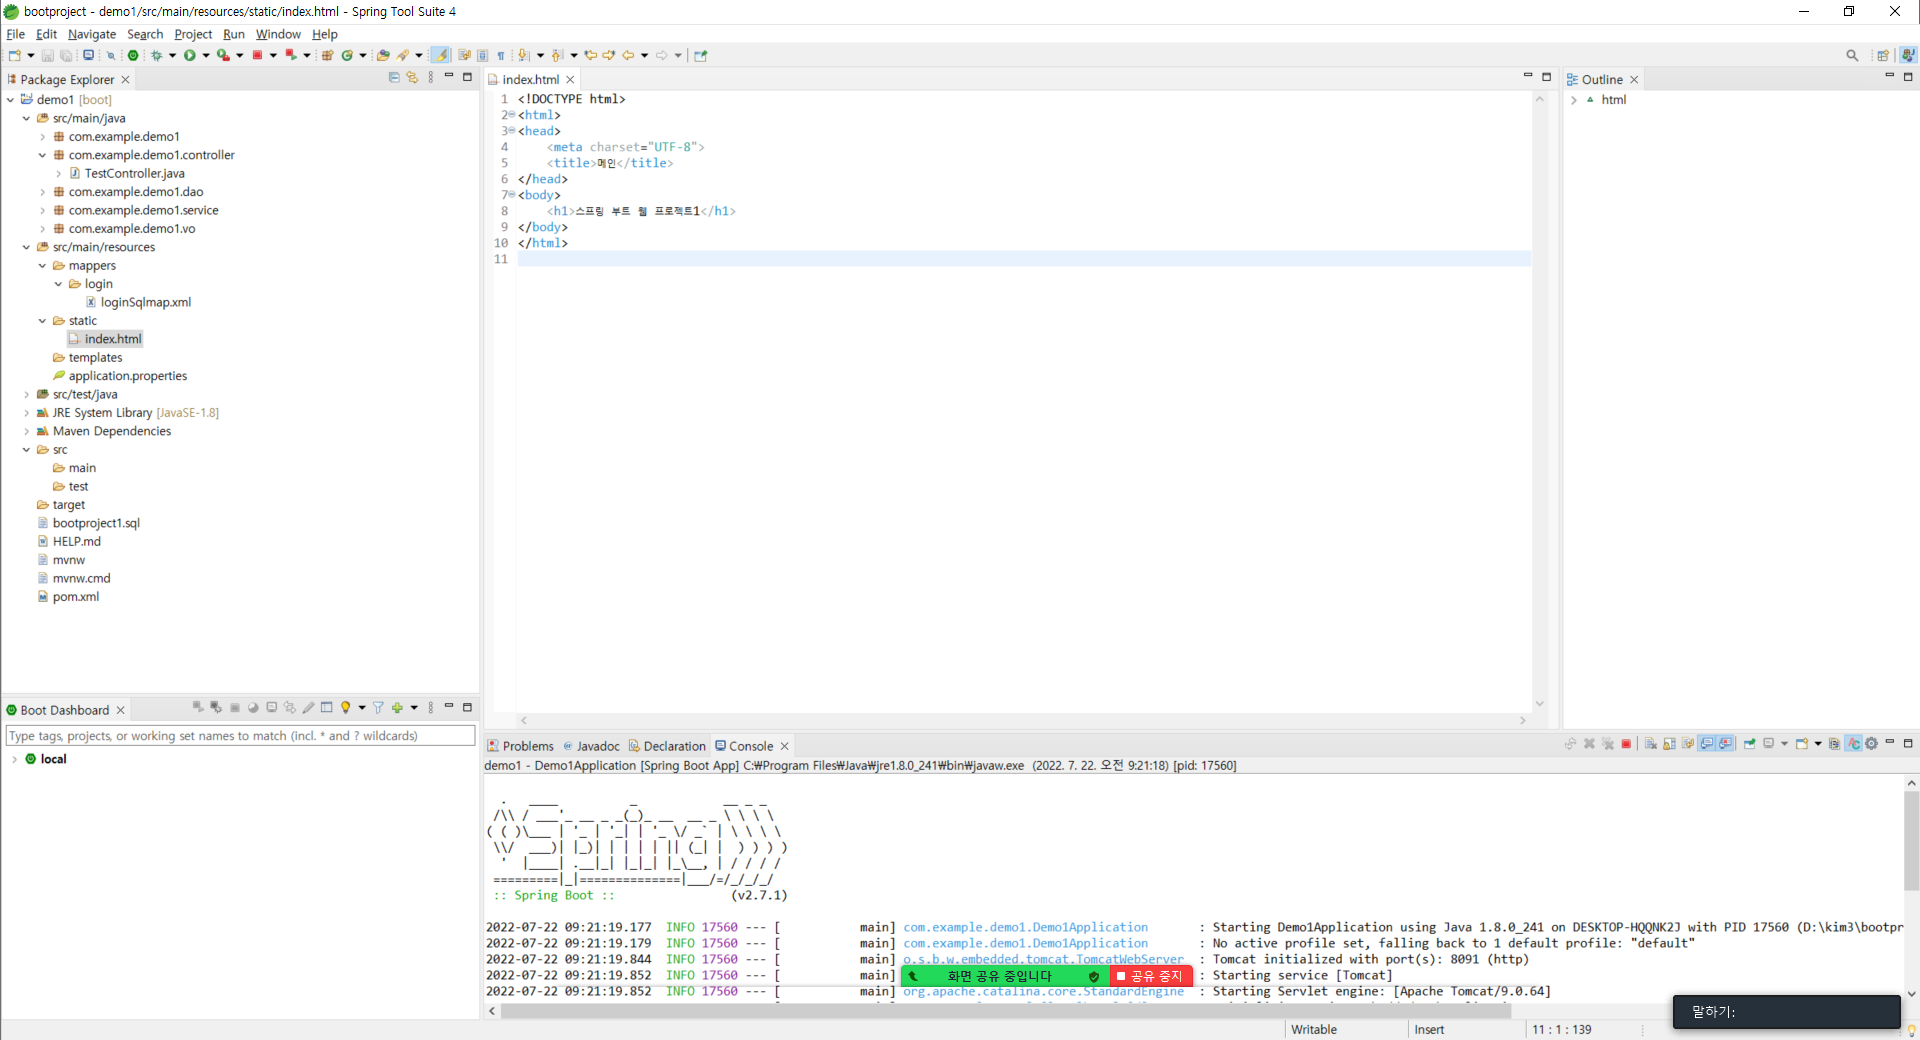 bootproject - demo1/src/main/resources/static/index.html - Spring Tool Suite 4
File Edit Navigate Search Project Run Window Help
Package Explorer
demo1 [boot]
src/main/java
com.example.demo1
com.example.demo1.controller
TestController.java
com.example.demo1.dao
com.example.demo1.service
com.example.demo1.vo
src/main/resources
mappers
login
loginSqlmap.xml
static
index.html
templates
application.properties
src/test/java
JRE System Library [JavaSE-1.8]
Maven Dependencies
src
main
test
target
bootproject1.sql
HELP.md
mvnw
mvnw.cmd
pom.xml
index.html
1 <!DOCTYPE html>
2 <html>
3 <head>
4 <meta charset="UTF-8">
5 <title>메인</title>
6 </head>
7 <body>
8 <h1>스프링 부트 웹 프로젝트1</h1>
9 </body>
10 </html>
11
Outline
html
Boot Dashboard
Type tags, projects, or working set names to match (incl. * and ? wildcards)
local
Problems Javadoc Declaration Console
demo1 - Demo1Application [Spring Boot App] C:₩Program Files₩Java₩jre1.8.0_241₩bin₩javaw.exe (2022. 7. 22. 오전 9:21:18) [pid: 17560]
Spring
:: Spring Boot :: (v2.7.1)
2022-07-22 09:21:19.177 INFO 17560 --- [ main] com.example.demo1.Demo1Application : Starting Demo1Application using Java 1.8.0_241 on DESKTOP-HQQNK2J with PID 17560 (D:\kim3\bootpr
2022-07-22 09:21:19.179 INFO 17560 --- [ main] com.example.demo1.Demo1Application : No active profile set, falling back to 1 default profile: "default"
2022-07-22 09:21:19.844 INFO 17560 --- [ main] o.s.b.w.embedded.tomcat.TomcatWebServer : Tomcat initialized with port(s): 8091 (http)
2022-07-22 09:21:19.852 INFO 17560 --- [ main] : Starting service [Tomcat]
화면 공유 중입니다 공유 중지
2022-07-22 09:21:19.852 INFO 17560 --- [ main] org.apache.catalina.core.StandardEngine : Starting Servlet engine: [Apache Tomcat/9.0.64]
말하기:
Writable Insert 11 : 1 : 139